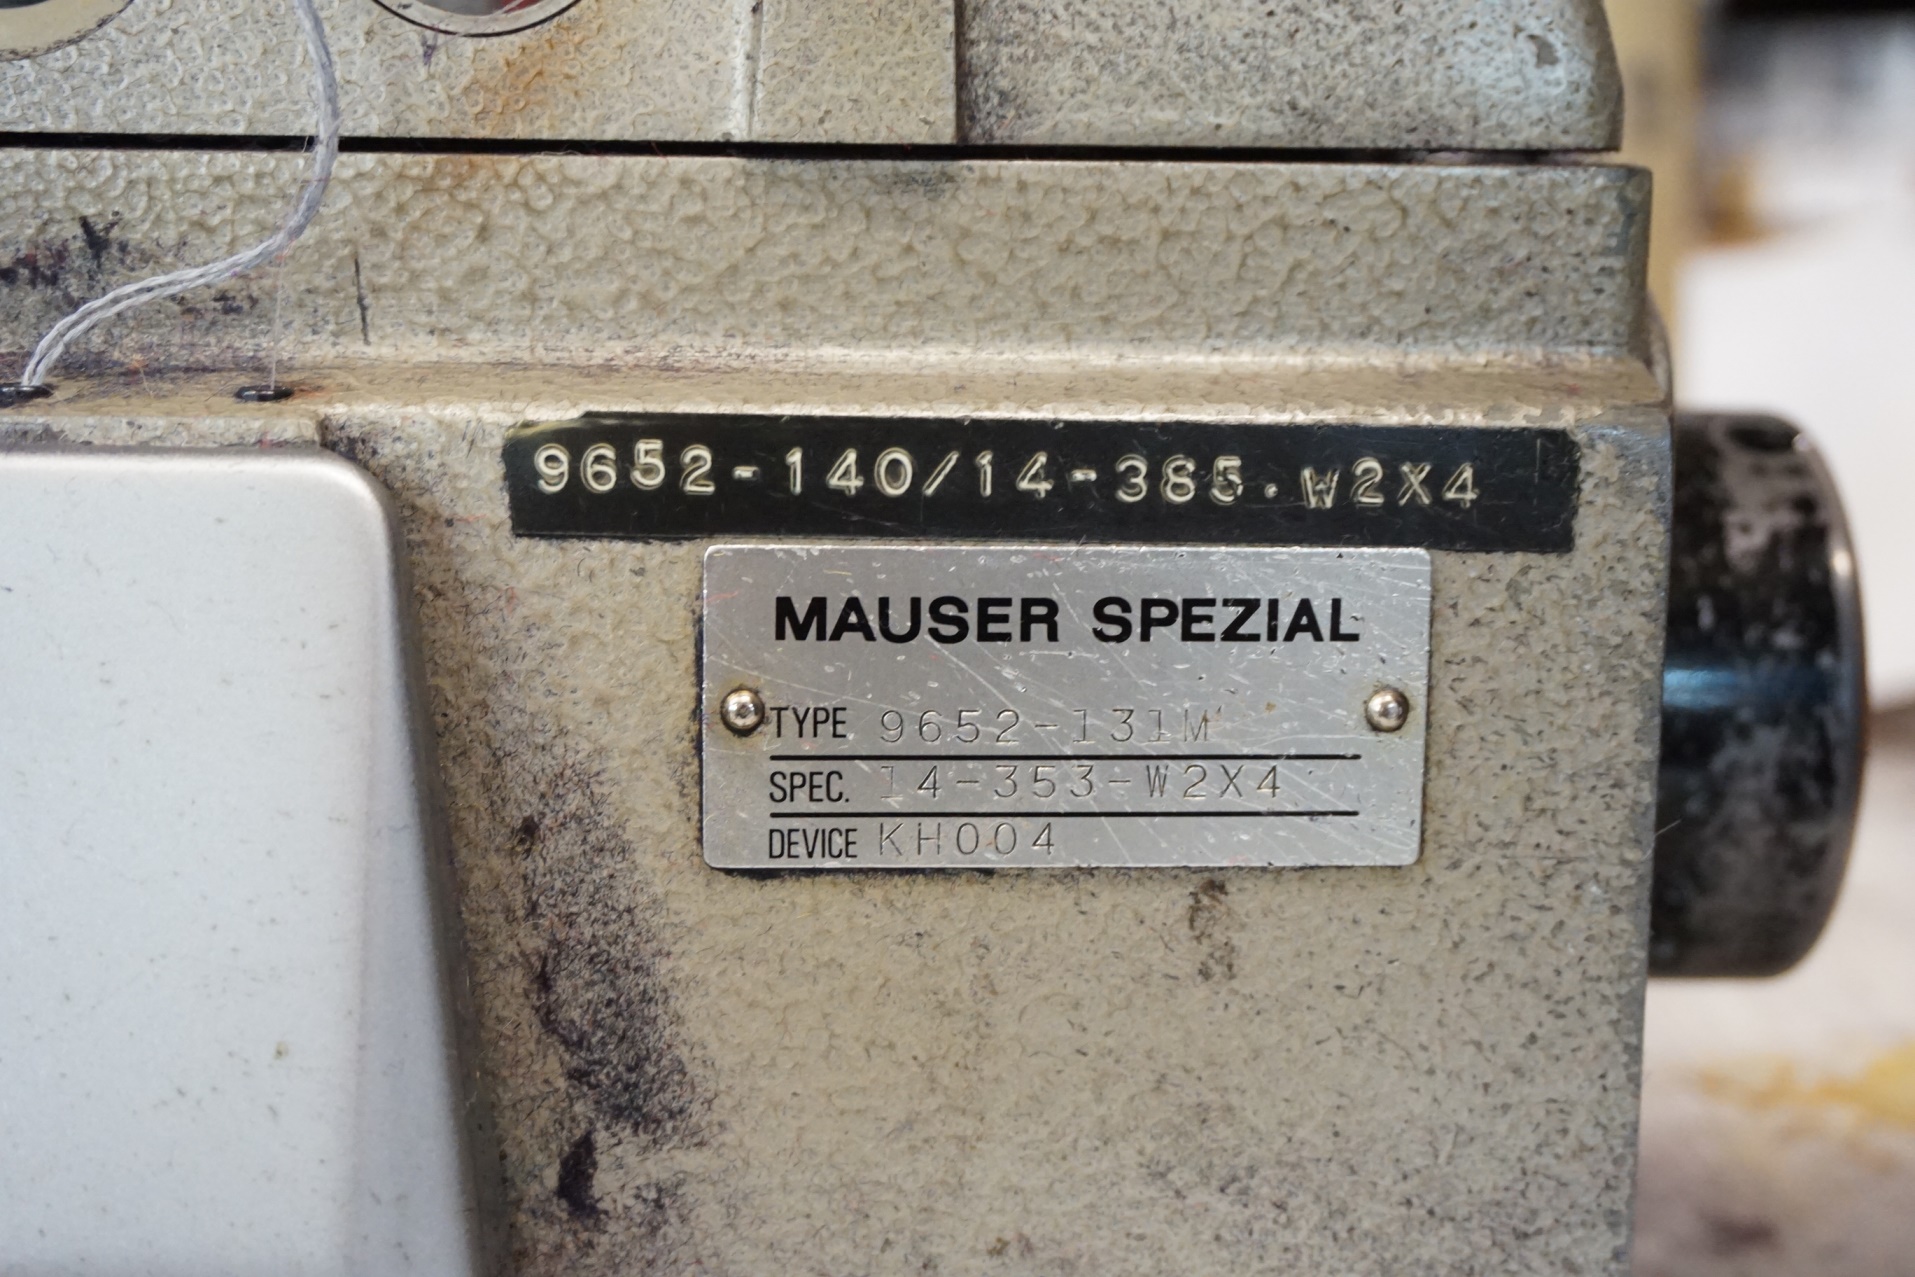 9652-140/14-385.W2X4
MAUSER SPEZIAL
TYPE 9652-131M
SPEC. 14-353-W2X4
DEVICE KH004